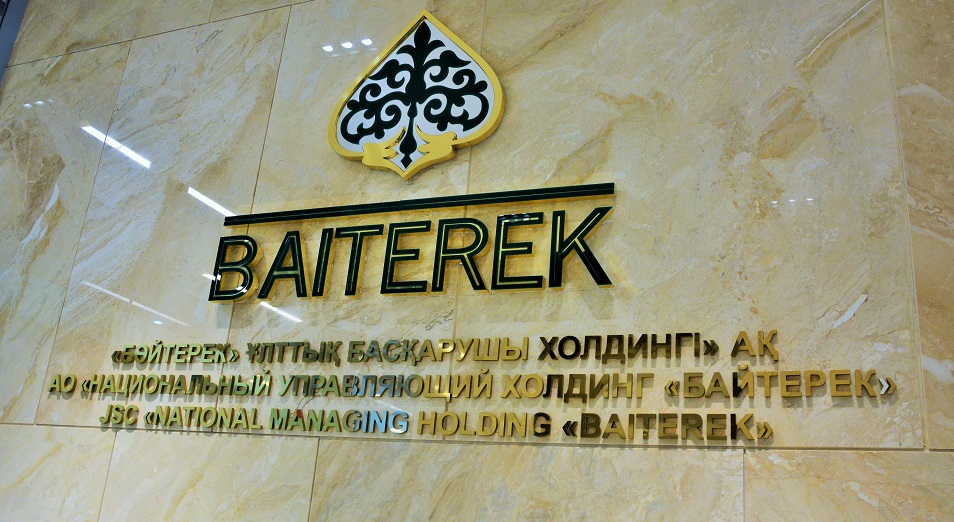 BAITEREK
«БӘЙТЕРЕК» ҰЛТТЫҚ БАСҚАРУШЫ ХОЛДИНГІ» АҚ
АО «НАЦИОНАЛЬНЫЙ УПРАВЛЯЮЩИЙ ХОЛДИНГ «БАЙТЕРЕК»
JSC «NATIONAL MANAGING HOLDING «BAITEREK»